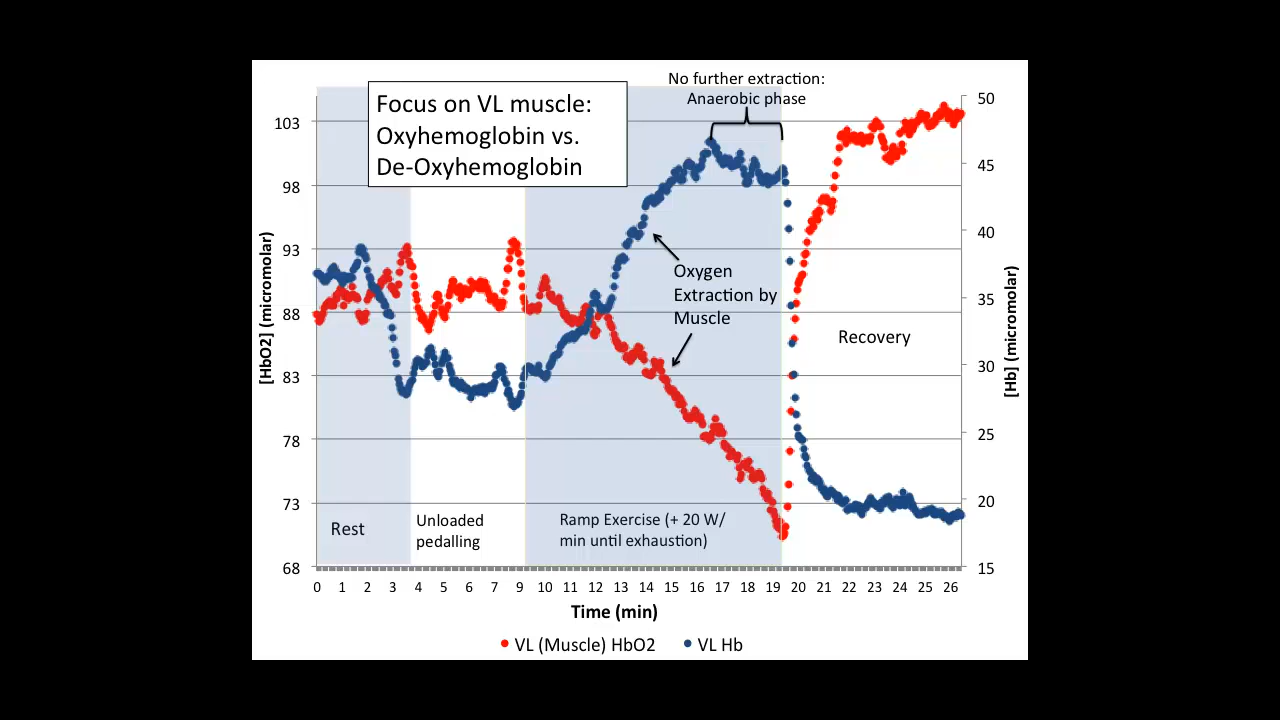 No further extraction:
Anaerobic phase
Focus on VL muscle:
Oxyhemoglobin vs.
De-Oxyhemoglobin
103
98
93
88
83
78
73
68
[HbO2] (micromolar)
50
45
40
35
30
25
20
15
[Hb] (micromolar)
Oxygen
Extraction by
Muscle
Recovery
Rest
Unloaded
pedalling
Ramp Exercise (+ 20 W/
min until exhaustion)
0 1 2 3 4 5 6 7 8 9 10 11 12 13 14 15 16 17 18 19 20 21 22 23 24 25 26
Time (min)
VL (Muscle) HbO2 VL Hb